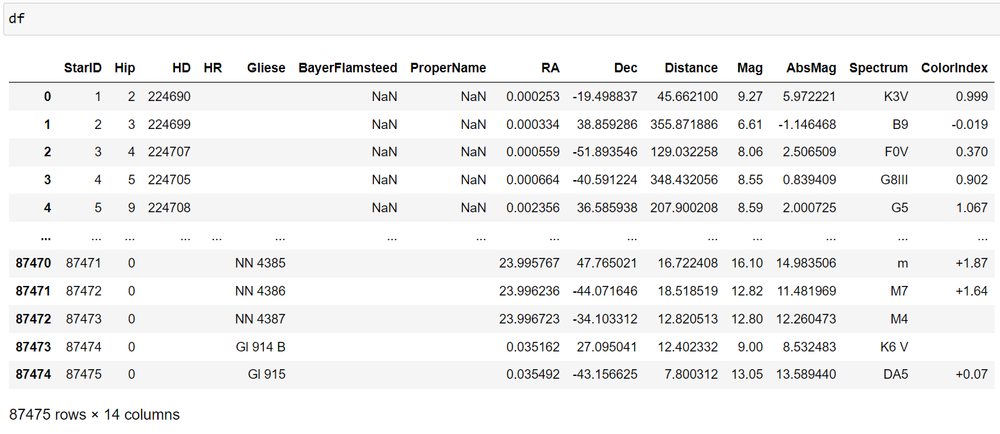 df
StarID Hip HD HR Gliese BayerFlamsteed ProperName RA Dec Distance Mag AbsMag Spectrum ColorIndex
0 1 2 224690 NaN NaN 0.000253 -19.498837 45.662100 9.27 5.972221 K3V 0.999
1 2 3 224699 NaN NaN 0.000334 38.859286 355.871886 6.61 -1.146468 B9 -0.019
2 3 4 224707 NaN NaN 0.000559 -51.893546 129.032258 8.06 2.506509 F0V 0.370
3 4 5 224705 NaN NaN 0.000664 -40.591224 348.432056 8.55 0.839409 G8III 0.902
4 5 9 224708 NaN NaN 0.002356 36.585938 207.900208 8.59 2.000725 G5 1.067
... ... ... ... ... ... ... ... ... ... ... ... ... ... ...
87470 87471 0 NN 4385 23.995767 47.765021 16.722408 16.10 14.983506 m +1.87
87471 87472 0 NN 4386 23.996236 -44.071646 18.518519 12.82 11.481969 M7 +1.64
87472 87473 0 NN 4387 23.996723 -34.103312 12.820513 12.80 12.260473 M4
87473 87474 0 Gl 914 B 0.035162 27.095041 12.402332 9.00 8.532483 K6 V
87474 87475 0 Gl 915 0.035492 -43.156625 7.800312 13.05 13.589440 DA5 +0.07
87475 rows × 14 columns